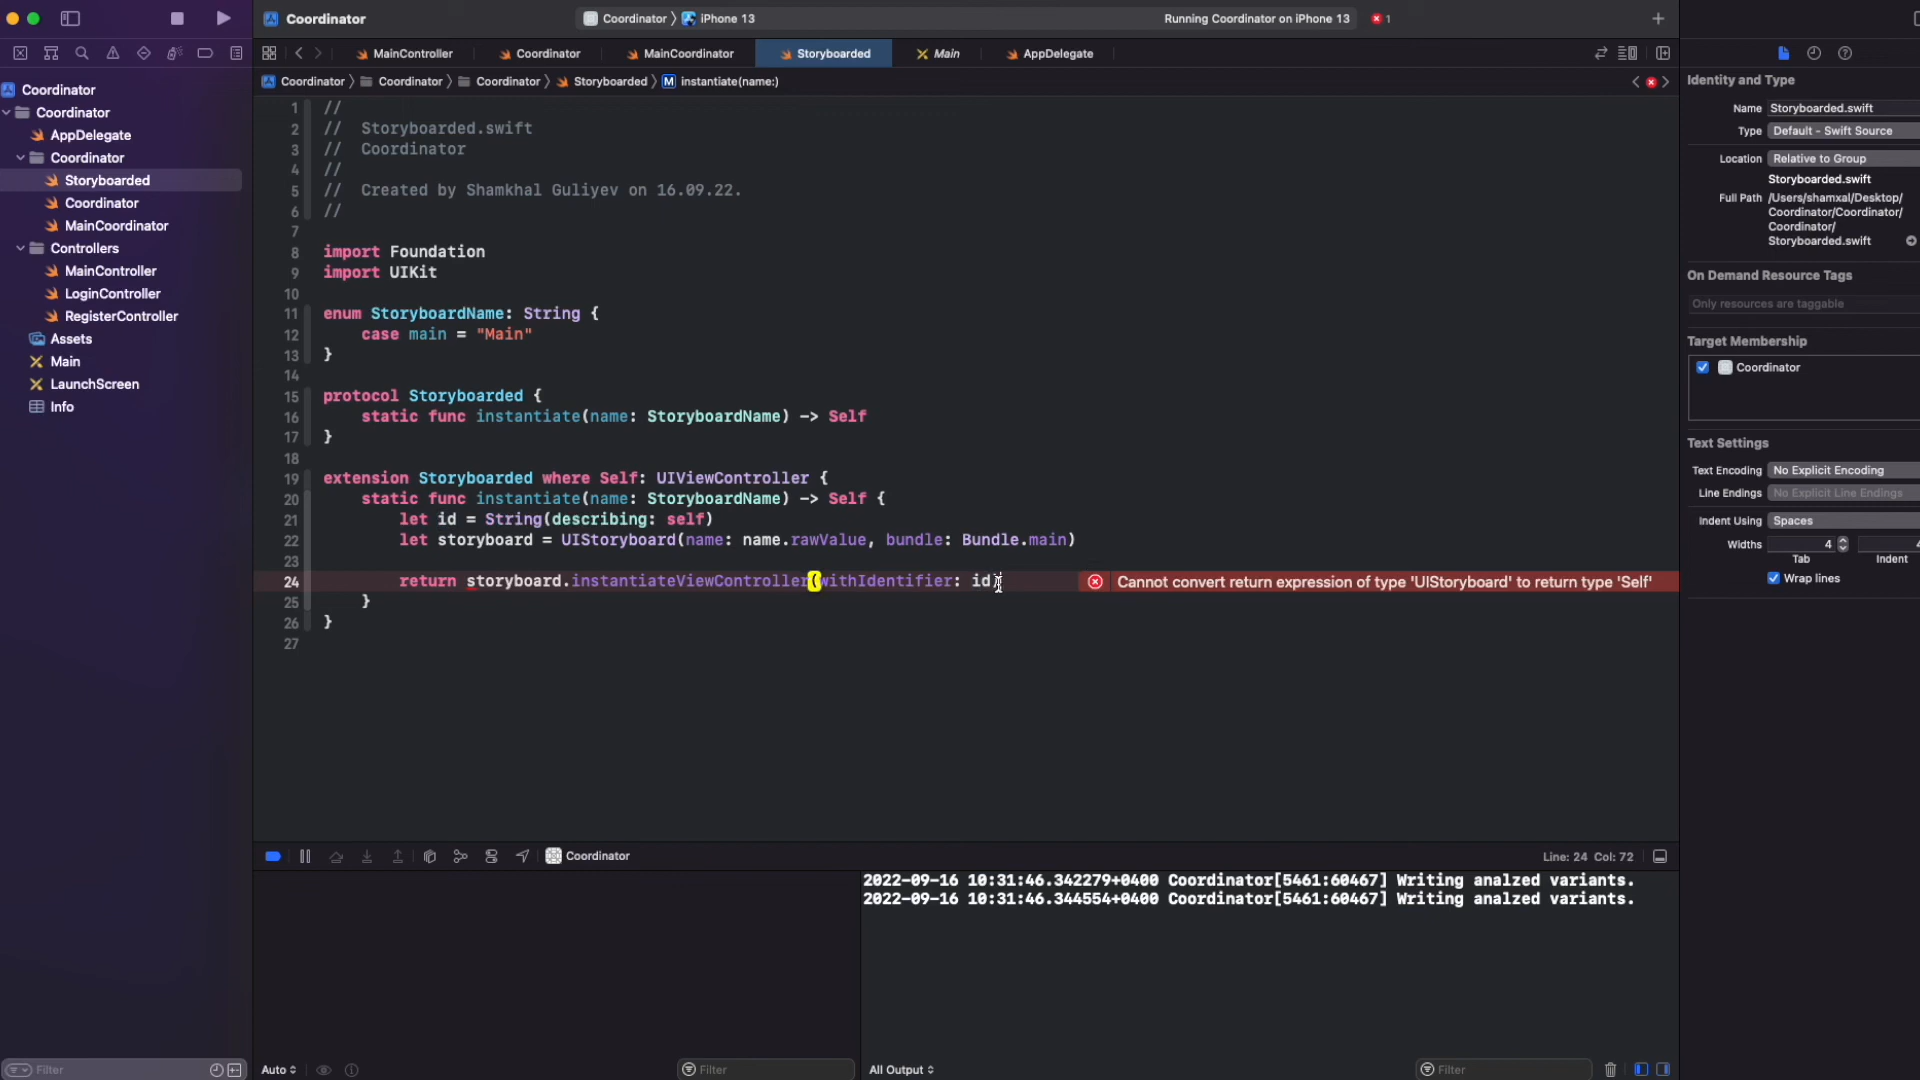 Coordinator
Coordinator 〉 iPhone 13
Running Coordinator on iPhone 13
1
MainController
Coordinator
MainCoordinator
Storyboarded
Main
AppDelegate
Coordinator 〉 Coordinator 〉 Coordinator 〉 Storyboarded 〉 M instantiate(name:)
Coordinator
Coordinator
AppDelegate
Coordinator
Storyboarded
Coordinator
MainCoordinator
Controllers
MainController
LoginController
RegisterController
Assets
Main
LaunchScreen
Info
Filter
1 //
2 //  Storyboarded.swift
3 //  Coordinator
4 //
5 //  Created by Shamkhal Guliyev on 16.09.22.
6 //
7
8 import Foundation
9 import UIKit
10
11 enum StoryboardName: String {
12     case main = "Main"
13 }
14
15 protocol Storyboarded {
16     static func instantiate(name: StoryboardName) -> Self
17 }
18
19 extension Storyboarded where Self: UIViewController {
20     static func instantiate(name: StoryboardName) -> Self {
21         let id = String(describing: self)
22         let storyboard = UIStoryboard(name: name.rawValue, bundle: Bundle.main)
23
24         return storyboard.instantiateViewController(withIdentifier: id)
Cannot convert return expression of type 'UIStoryboard' to return type 'Self'
25     }
26 }
27
Coordinator
Line: 24 Col: 72
2022-09-16 10:31:46.342279+0400 Coordinator[5461:60467] Writing analzed variants.
2022-09-16 10:31:46.344554+0400 Coordinator[5461:60467] Writing analzed variants.
Auto
Filter
All Output
Filter
Identity and Type
Name Storyboarded.swift
Type Default - Swift Source
Location Relative to Group
Storyboarded.swift
Full Path /Users/shamxal/Desktop/
Coordinator/Coordinator/
Coordinator/
Storyboarded.swift
On Demand Resource Tags
Only resources are taggable
Target Membership
Coordinator
Text Settings
Text Encoding No Explicit Encoding
Line Endings No Explicit Line Endings
Indent Using Spaces
Widths 4 4
Tab Indent
Wrap lines